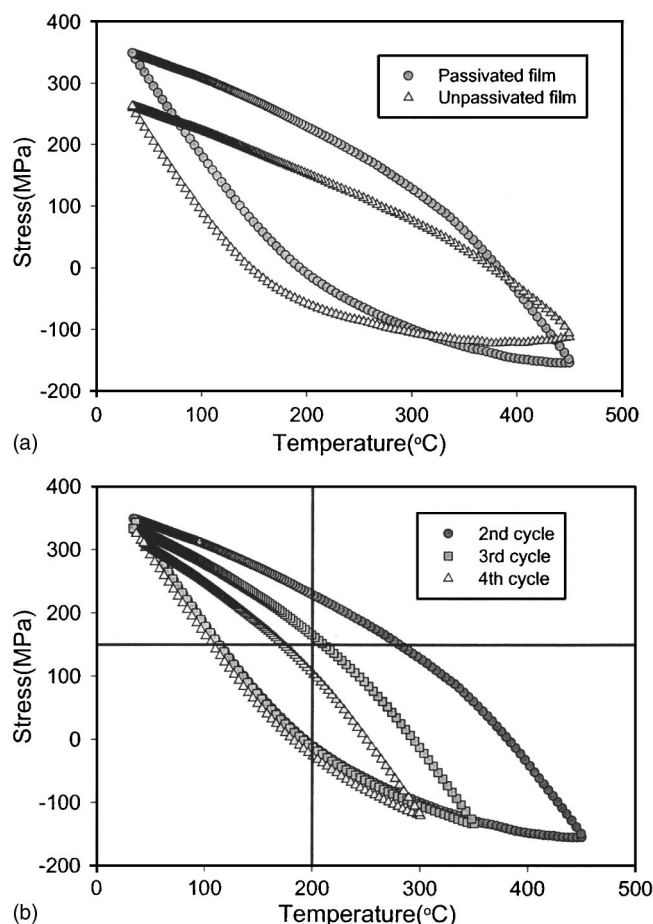 400
300
200
100
0
-100
-200
Stress(MPa)
Passivated film
Unpassivated film
0 100 200 300 400 500
Temperature(°C)
(a)
400
300
200
100
0
-100
-200
Stress(MPa)
2nd cycle
3rd cycle
4th cycle
0 100 200 300 400 500
Temperature(°C)
(b)